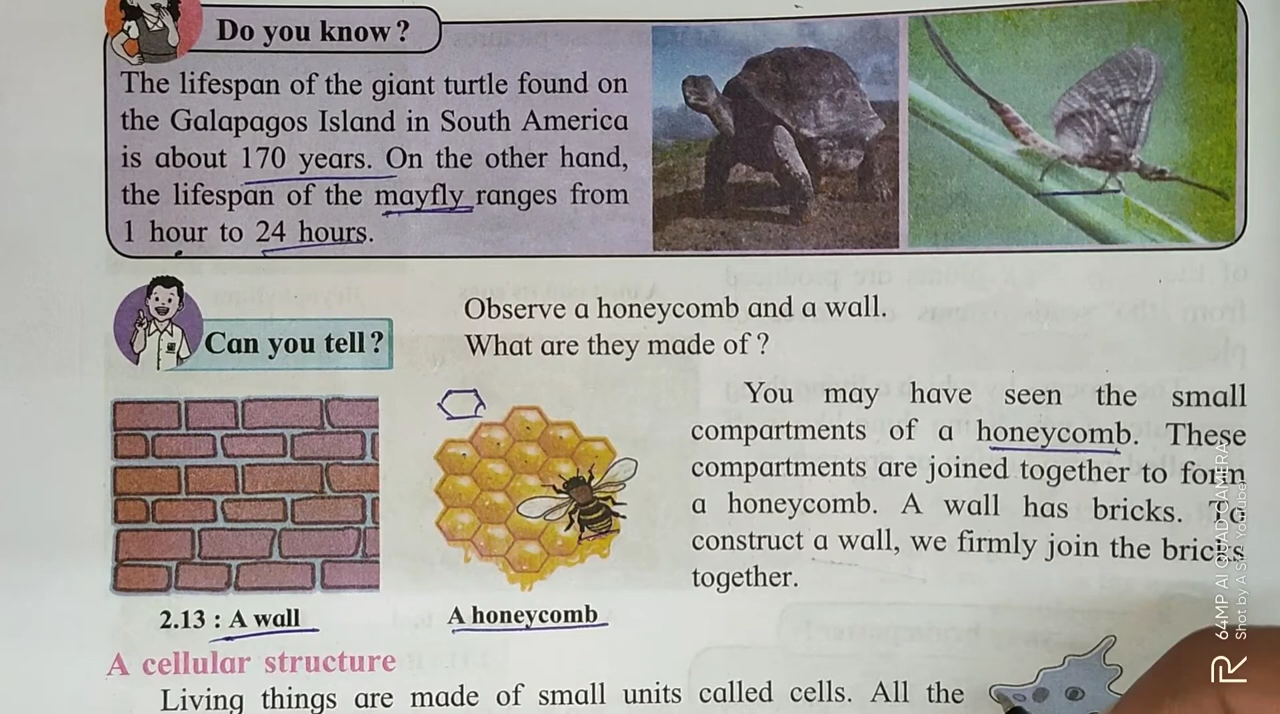 Do you know ?
The lifespan of the giant turtle found on
the Galapagos Island in South America
is about 170 years. On the other hand,
the lifespan of the mayfly ranges from
1 hour to 24 hours.
Can you tell ?
Observe a honeycomb and a wall.
What are they made of ?
You may have seen the small
compartments of a honeycomb. These
compartments are joined together to form
a honeycomb. A wall has bricks. To
construct a wall, we firmly join the bricks
together.
2.13 : A wall
A honeycomb
A cellular structure
Living things are made of small units called cells. All the
64MP AI QUAD CAMERA